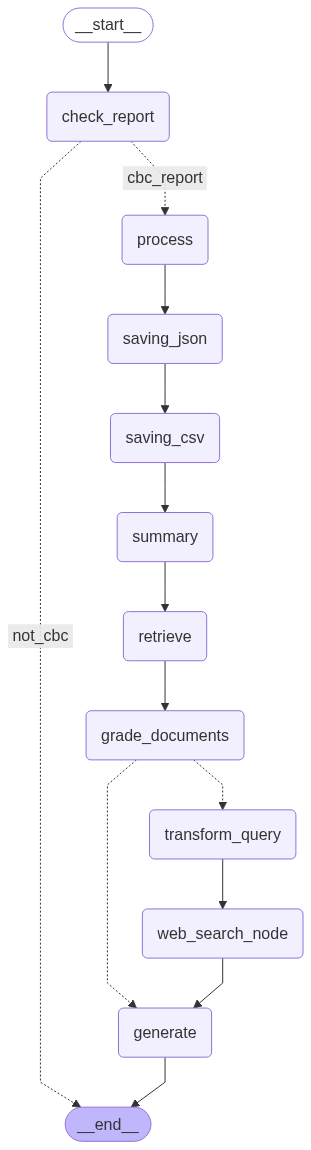 __start__
check_report
cbc_report
process
saving_json
saving_csv
summary
not_cbc
retrieve
grade_documents
transform_query
web_search_node
generate
__end__